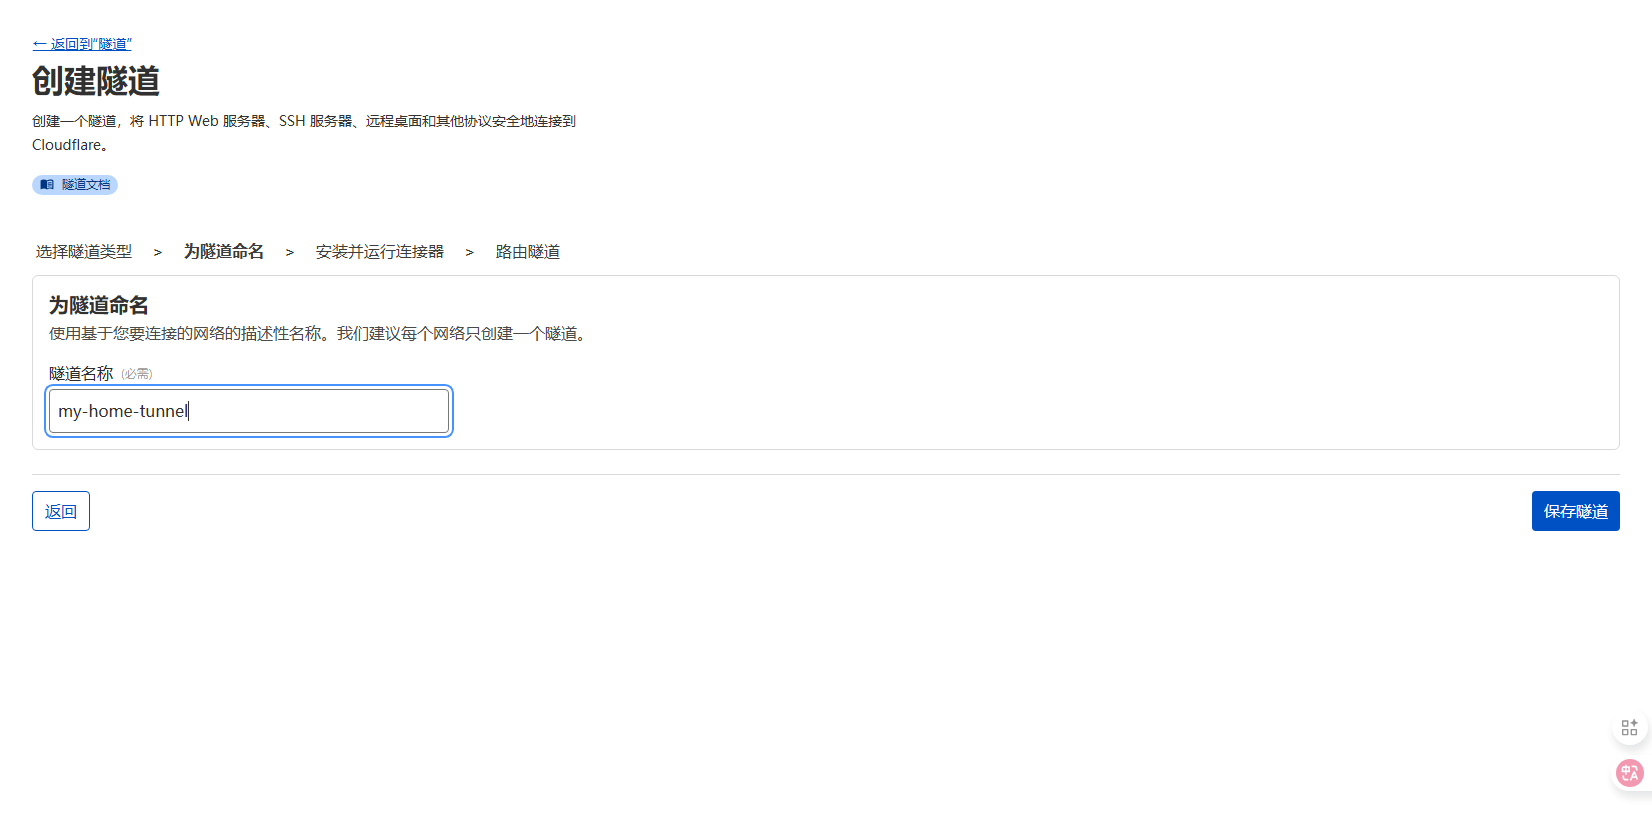 ← 返回到“隧道”
创建隧道
创建一个隧道，将 HTTP Web 服务器、SSH 服务器、远程桌面和其他协议安全地连接到
Cloudflare。
隧道文档
选择隧道类型 > 为隧道命名 > 安装并运行连接器 > 路由隧道
为隧道命名
使用基于您要连接的网络的描述性名称。我们建议每个网络只创建一个隧道。
隧道名称 (必需)
my-home-tunnel
返回 保存隧道
中A